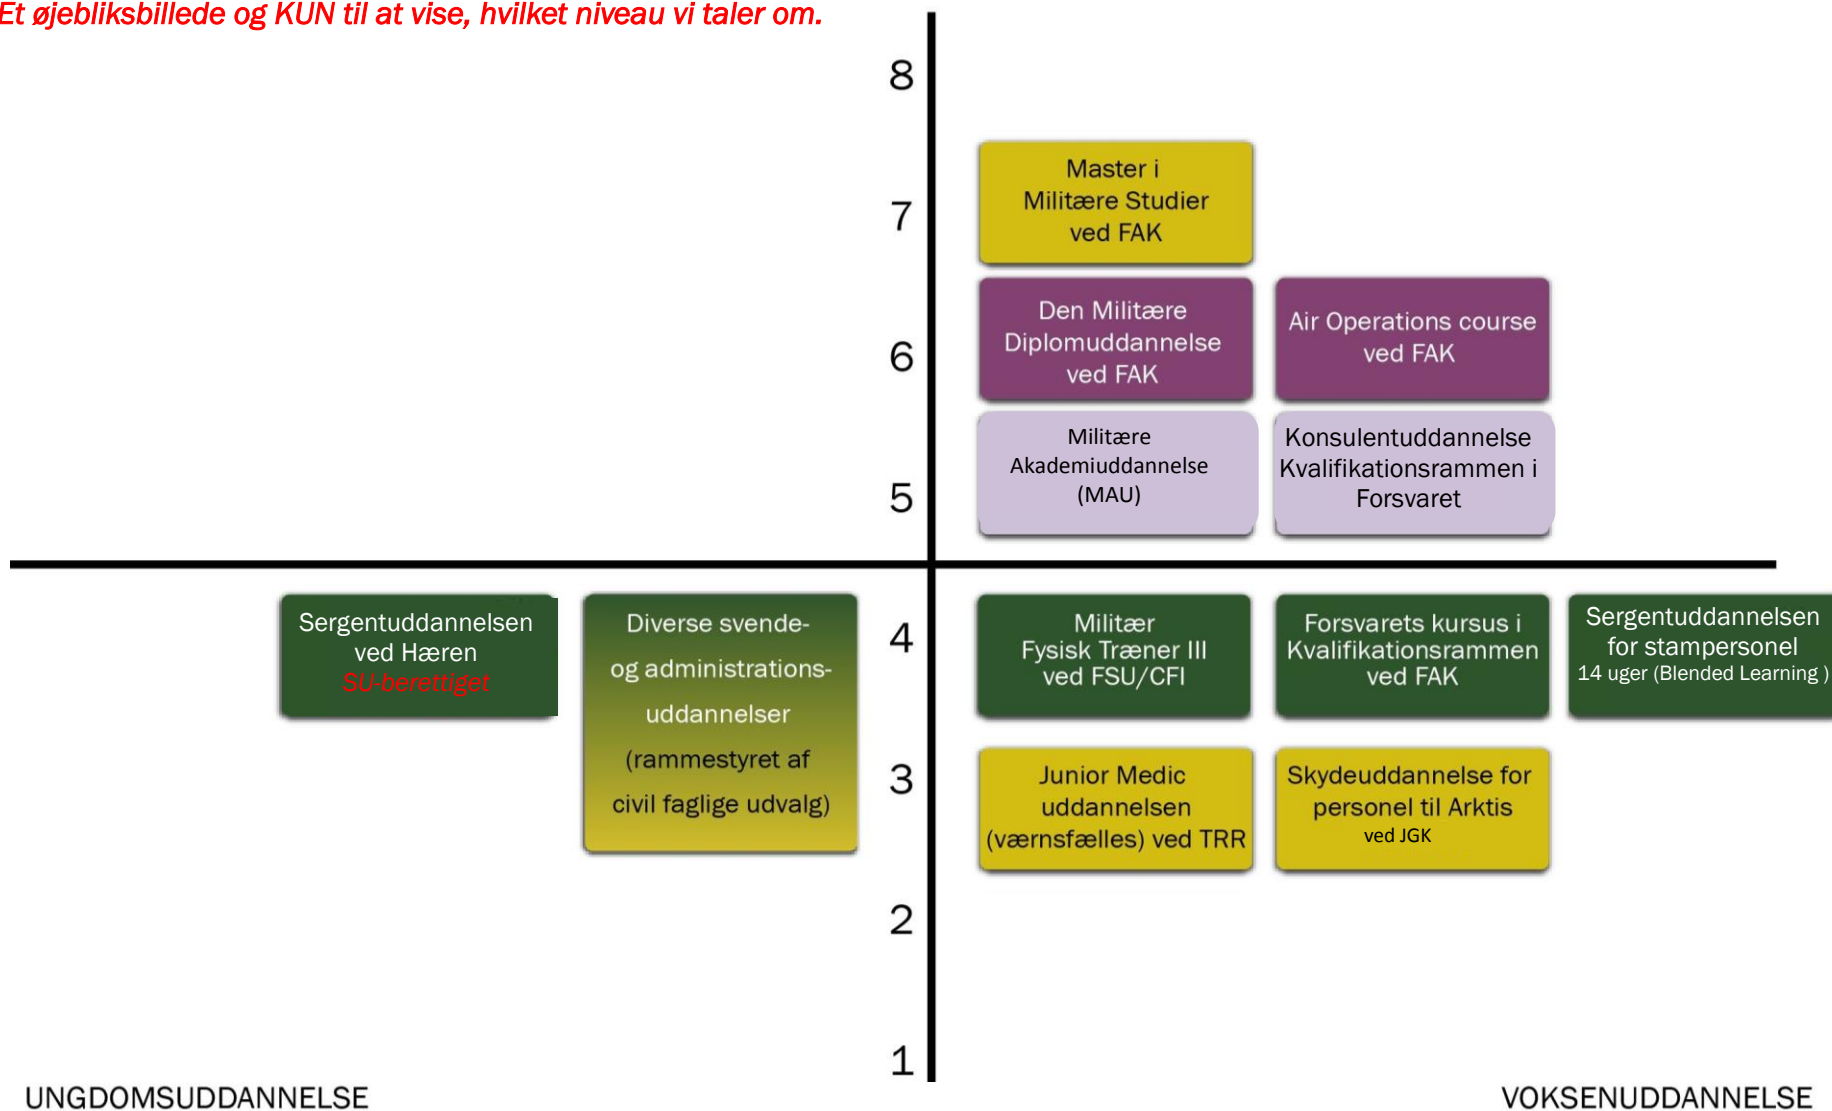 Et øjebliksbillede og KUN til at vise, hvilket niveau vi taler om.
8
Master i
Militære Studier
ved FAK
7
Den Militære
Diplomuddannelse
ved FAK
Air Operations course
ved FAK
6
Militære
Akademiuddannelse
(MAU)
Konsulentuddannelse
Kvalifikationsrammen i
Forsvaret
5
Sergentuddannelsen
ved Hæren
SU-berettiget
Diverse svende-
og administrations-
uddannelser
(rammestyret af
civil faglige udvalg)
4
Militær
Fysisk Træner III
ved FSU/CFI
Forsvarets kursus i
Kvalifikationsrammen
ved FAK
Sergentuddannelsen
for stampersonel
14 uger (Blended Learning )
3
Junior Medic
uddannelsen
(værnsfælles) ved TRR
Skydeuddannelse for
personel til Arktis
ved JGK
2
1
UNGDOMSUDDANNELSE
VOKSENUDDANNELSE